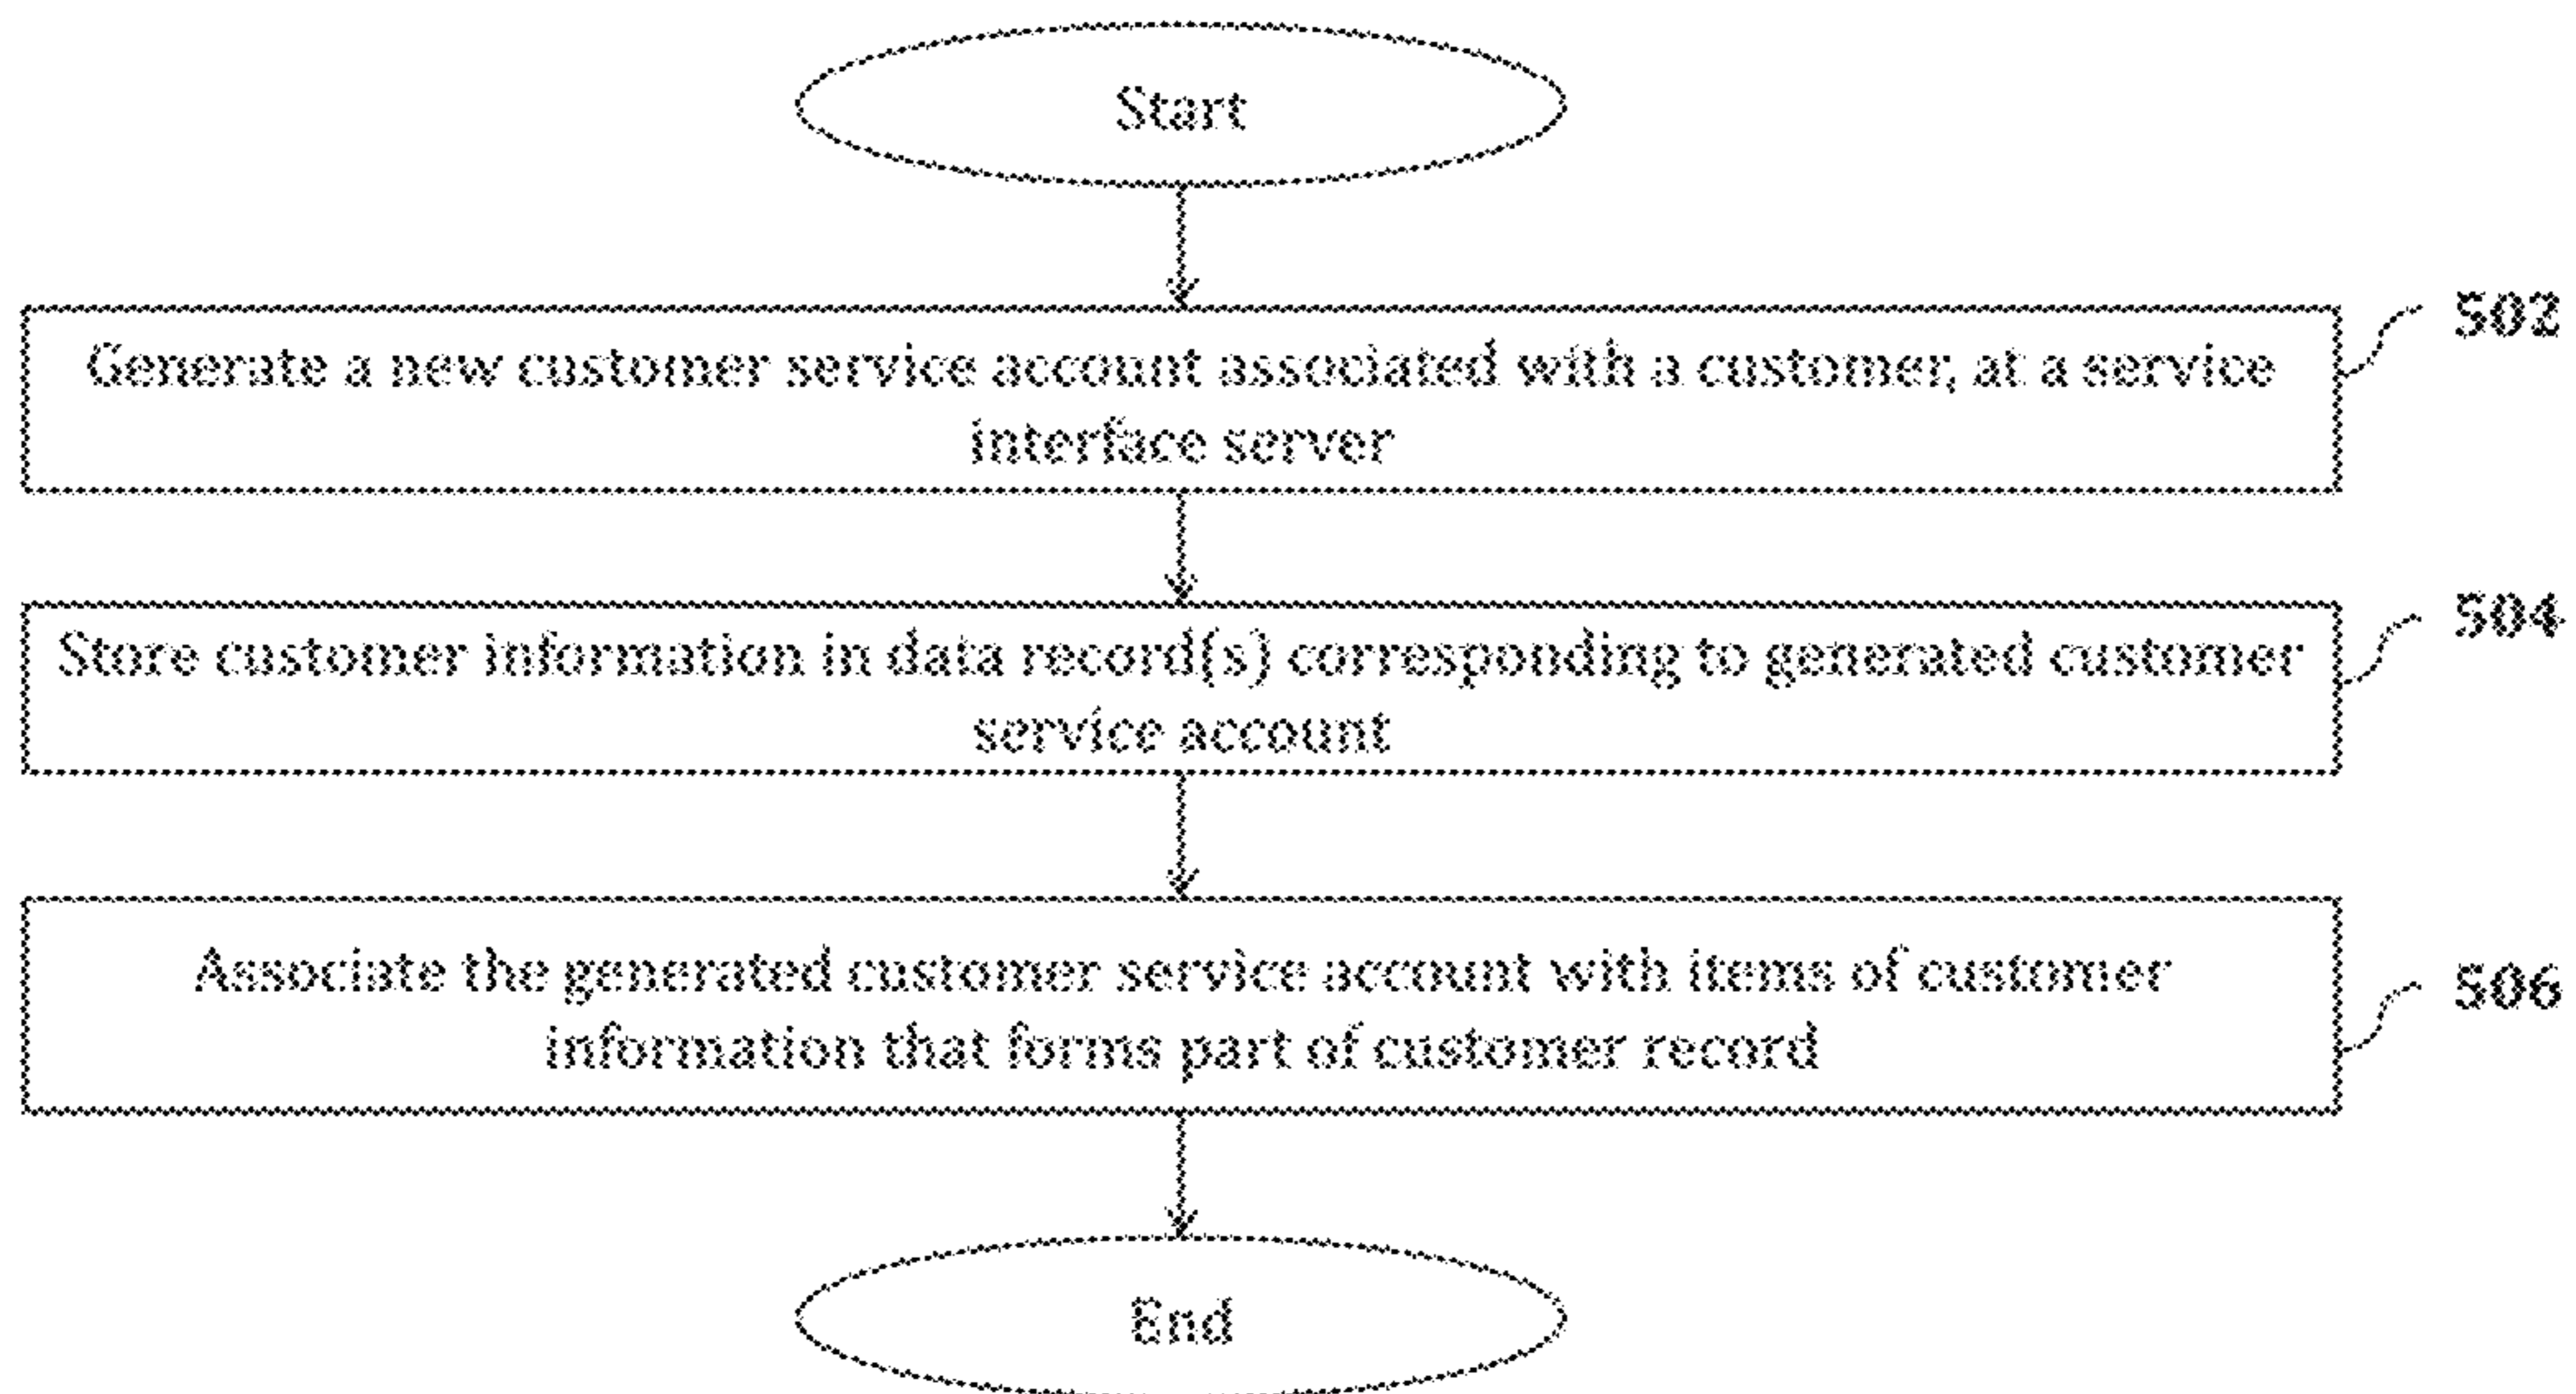 Start
502
Generate a new customer service account associated with a customer, at a service
interface server
504
Store customer information in data record(s) corresponding to generated customer
service account
Associate the generated customer service account with items of customer
506
information that forms part of customer record
End